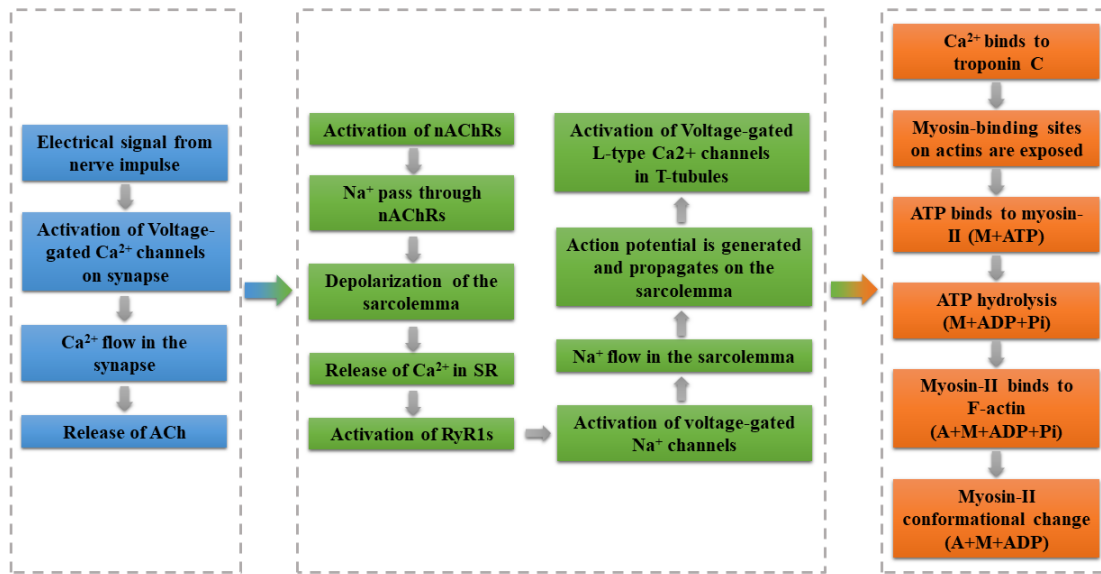 Electrical signal from
nerve impulse
Activation of Voltage-
gated Ca²⁺ channels
on synapse
Ca²⁺ flow in the
synapse
Release of ACh
Activation of nAChRs
Na⁺ pass through
nAChRs
Depolarization of the
sarcolemma
Release of Ca²⁺ in SR
Activation of RyR1s
Activation of voltage-gated
Na⁺ channels
Na⁺ flow in the sarcolemma
Action potential is generated
and propagates on the
sarcolemma
Activation of Voltage-gated
L-type Ca2+ channels
in T-tubules
Ca²⁺ binds to
troponin C
Myosin-binding sites
on actins are exposed
ATP binds to myosin-
II (M+ATP)
ATP hydrolysis
(M+ADP+Pi)
Myosin-II binds to
F-actin
(A+M+ADP+Pi)
Myosin-II
conformational change
(A+M+ADP)